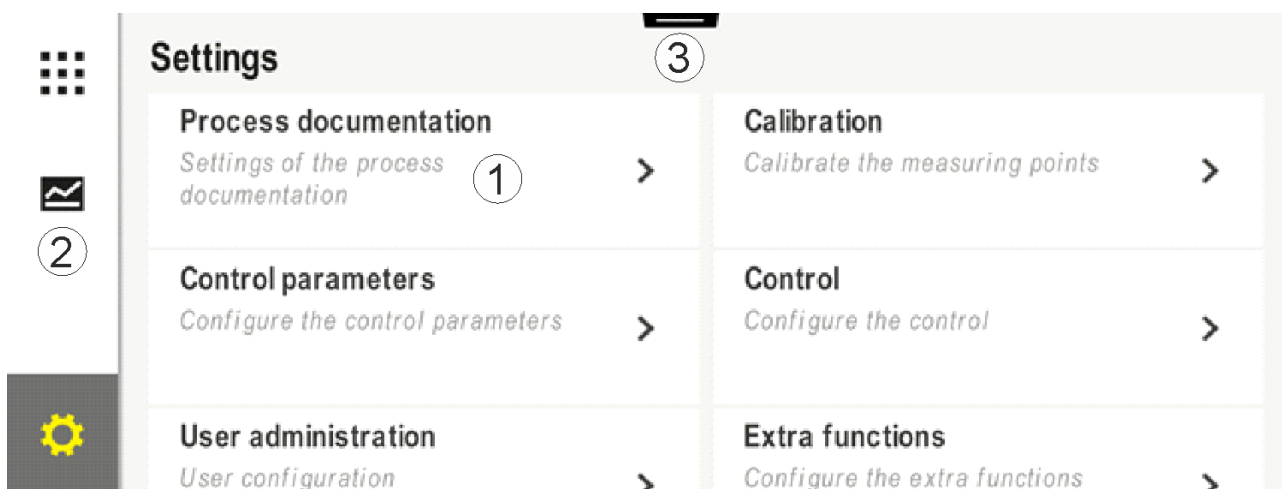 Settings
3
Process documentation
Settings of the process
documentation
1
Calibration
Calibrate the measuring points
2
Control parameters
Configure the control parameters
Control
Configure the control
User administration
User configuration
Extra functions
Configure the extra functions